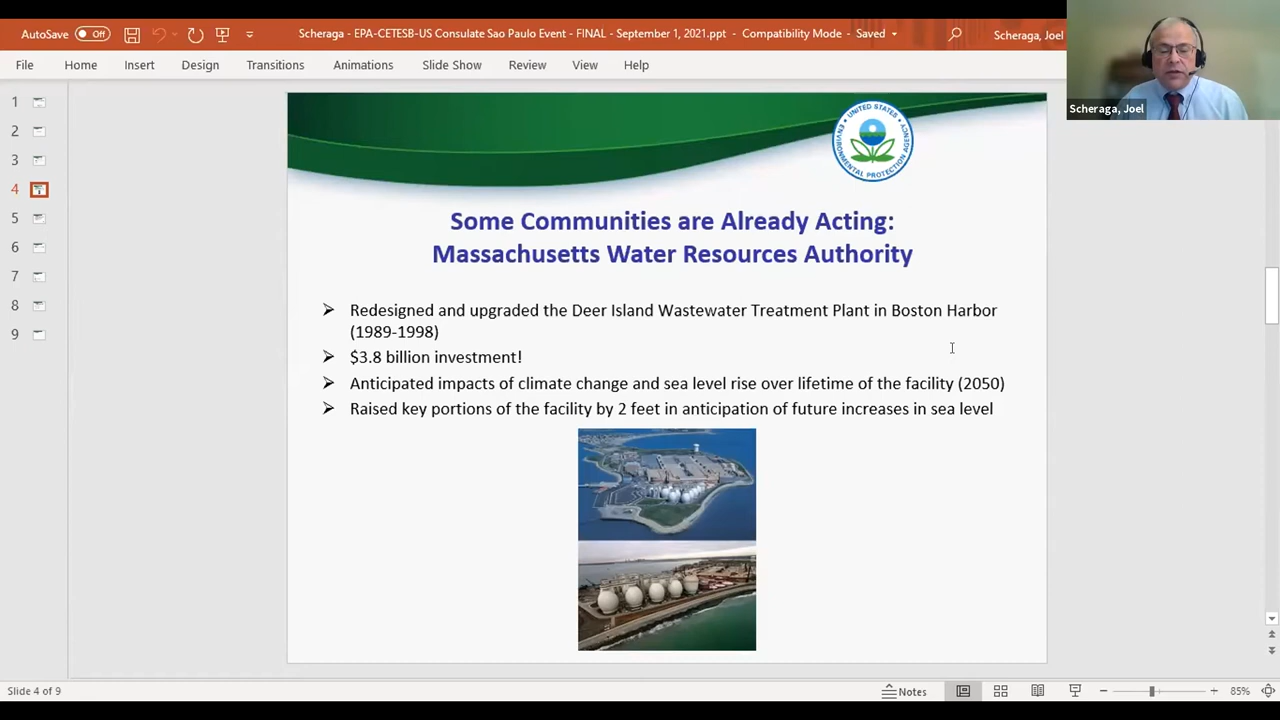 AutoSave Off
Scheraga - EPA-CETESB-US Consulate Sao Paulo Event - FINAL - September 1, 2021.ppt - Compatibility Mode - Saved
Scheraga, Joel
File Home Insert Design Transitions Animations Slide Show Review View Help
Scheraga, Joel
1
2
3
4
5
6
7
8
9
UNITED STATES
ENVIRONMENTAL PROTECTION AGENCY
Some Communities are Already Acting:
Massachusetts Water Resources Authority
Redesigned and upgraded the Deer Island Wastewater Treatment Plant in Boston Harbor
(1989-1998)
$3.8 billion investment!
Anticipated impacts of climate change and sea level rise over lifetime of the facility (2050)
Raised key portions of the facility by 2 feet in anticipation of future increases in sea level
Slide 4 of 9
Notes
85%